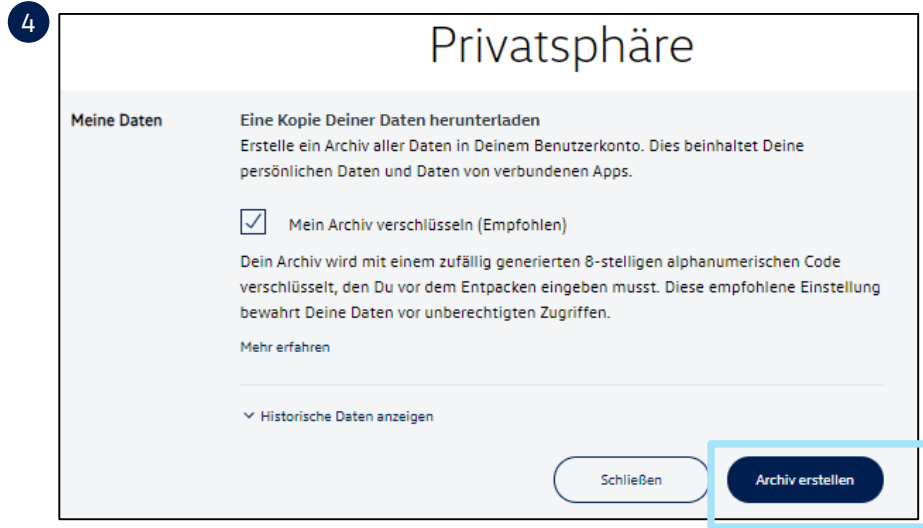 4
Privatsphäre
Meine Daten
Eine Kopie Deiner Daten herunterladen
Erstelle ein Archiv aller Daten in Deinem Benutzerkonto. Dies beinhaltet Deine
persönlichen Daten und Daten von verbundenen Apps.
Mein Archiv verschlüsseln (Empfohlen)
Dein Archiv wird mit einem zufällig generierten 8-stelligen alphanumerischen Code
verschlüsselt, den Du vor dem Entpacken eingeben musst. Diese empfohlene Einstellung
bewahrt Deine Daten vor unberechtigten Zugriffen.
Mehr erfahren
Historische Daten anzeigen
Schließen
Archiv erstellen